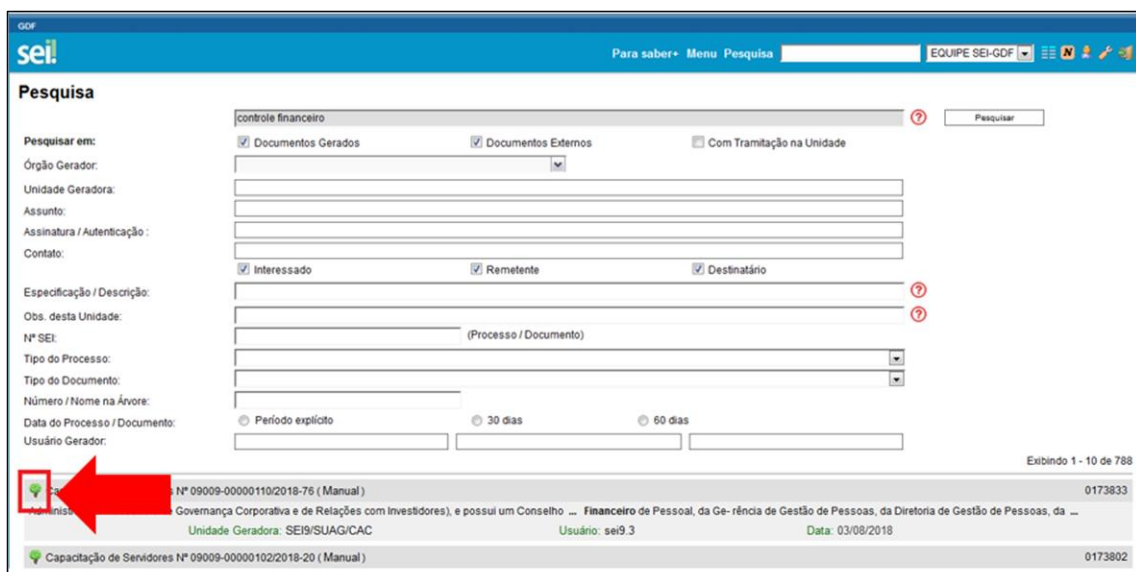 GDF
sei!
Para saber+ Menu Pesquisa EQUIPE SEI-GDF
Pesquisa
controle financeiro
Pesquisar
Pesquisar em: Documentos Gerados Documentos Externos Com Tramitação na Unidade
Órgão Gerador:
Unidade Geradora:
Assunto:
Assinatura / Autenticação :
Contato:
Interessado Remetente Destinatário
Especificação / Descrição:
Obs. desta Unidade:
Nº SEI: (Processo / Documento)
Tipo do Processo:
Tipo do Documento:
Número / Nome na Árvore:
Data do Processo / Documento: Período explícito 30 dias 60 dias
Usuário Gerador:
Exibindo 1 - 10 de 788
Nº 09009-00000110/2018-76 ( Manual ) 0173833
Governança Corporativa e de Relações com Investidores), e possui um Conselho ... Financeiro de Pessoal, da Ge- rência de Gestão de Pessoas, da Diretoria de Gestão de Pessoas, da ...
Unidade Geradora: SEI9/SUAG/CAC Usuário: sei9.3 Data: 03/08/2018
Capacitação de Servidores Nº 09009-00000102/2018-20 ( Manual ) 0173802